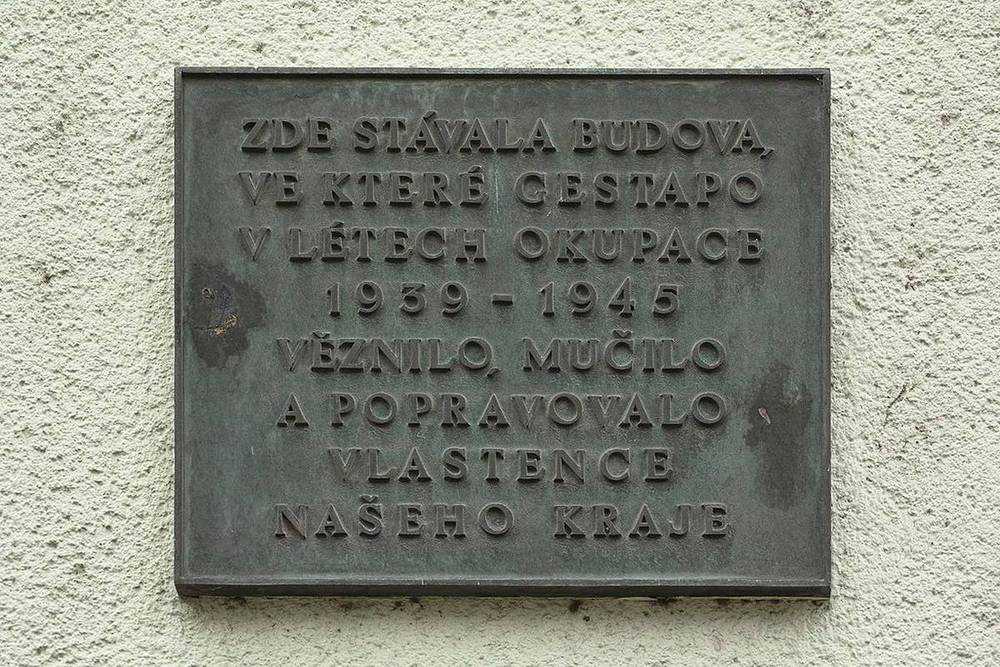 ZDE STÁVALA BUDOVA,
VE KTERÉ GESTAPO
V LÉTECH OKUPACE
1939 - 1945
VĚZNILO, MUČILO
A POPRAVOVALO
VLASTENCE
NAŠEHO KRAJE